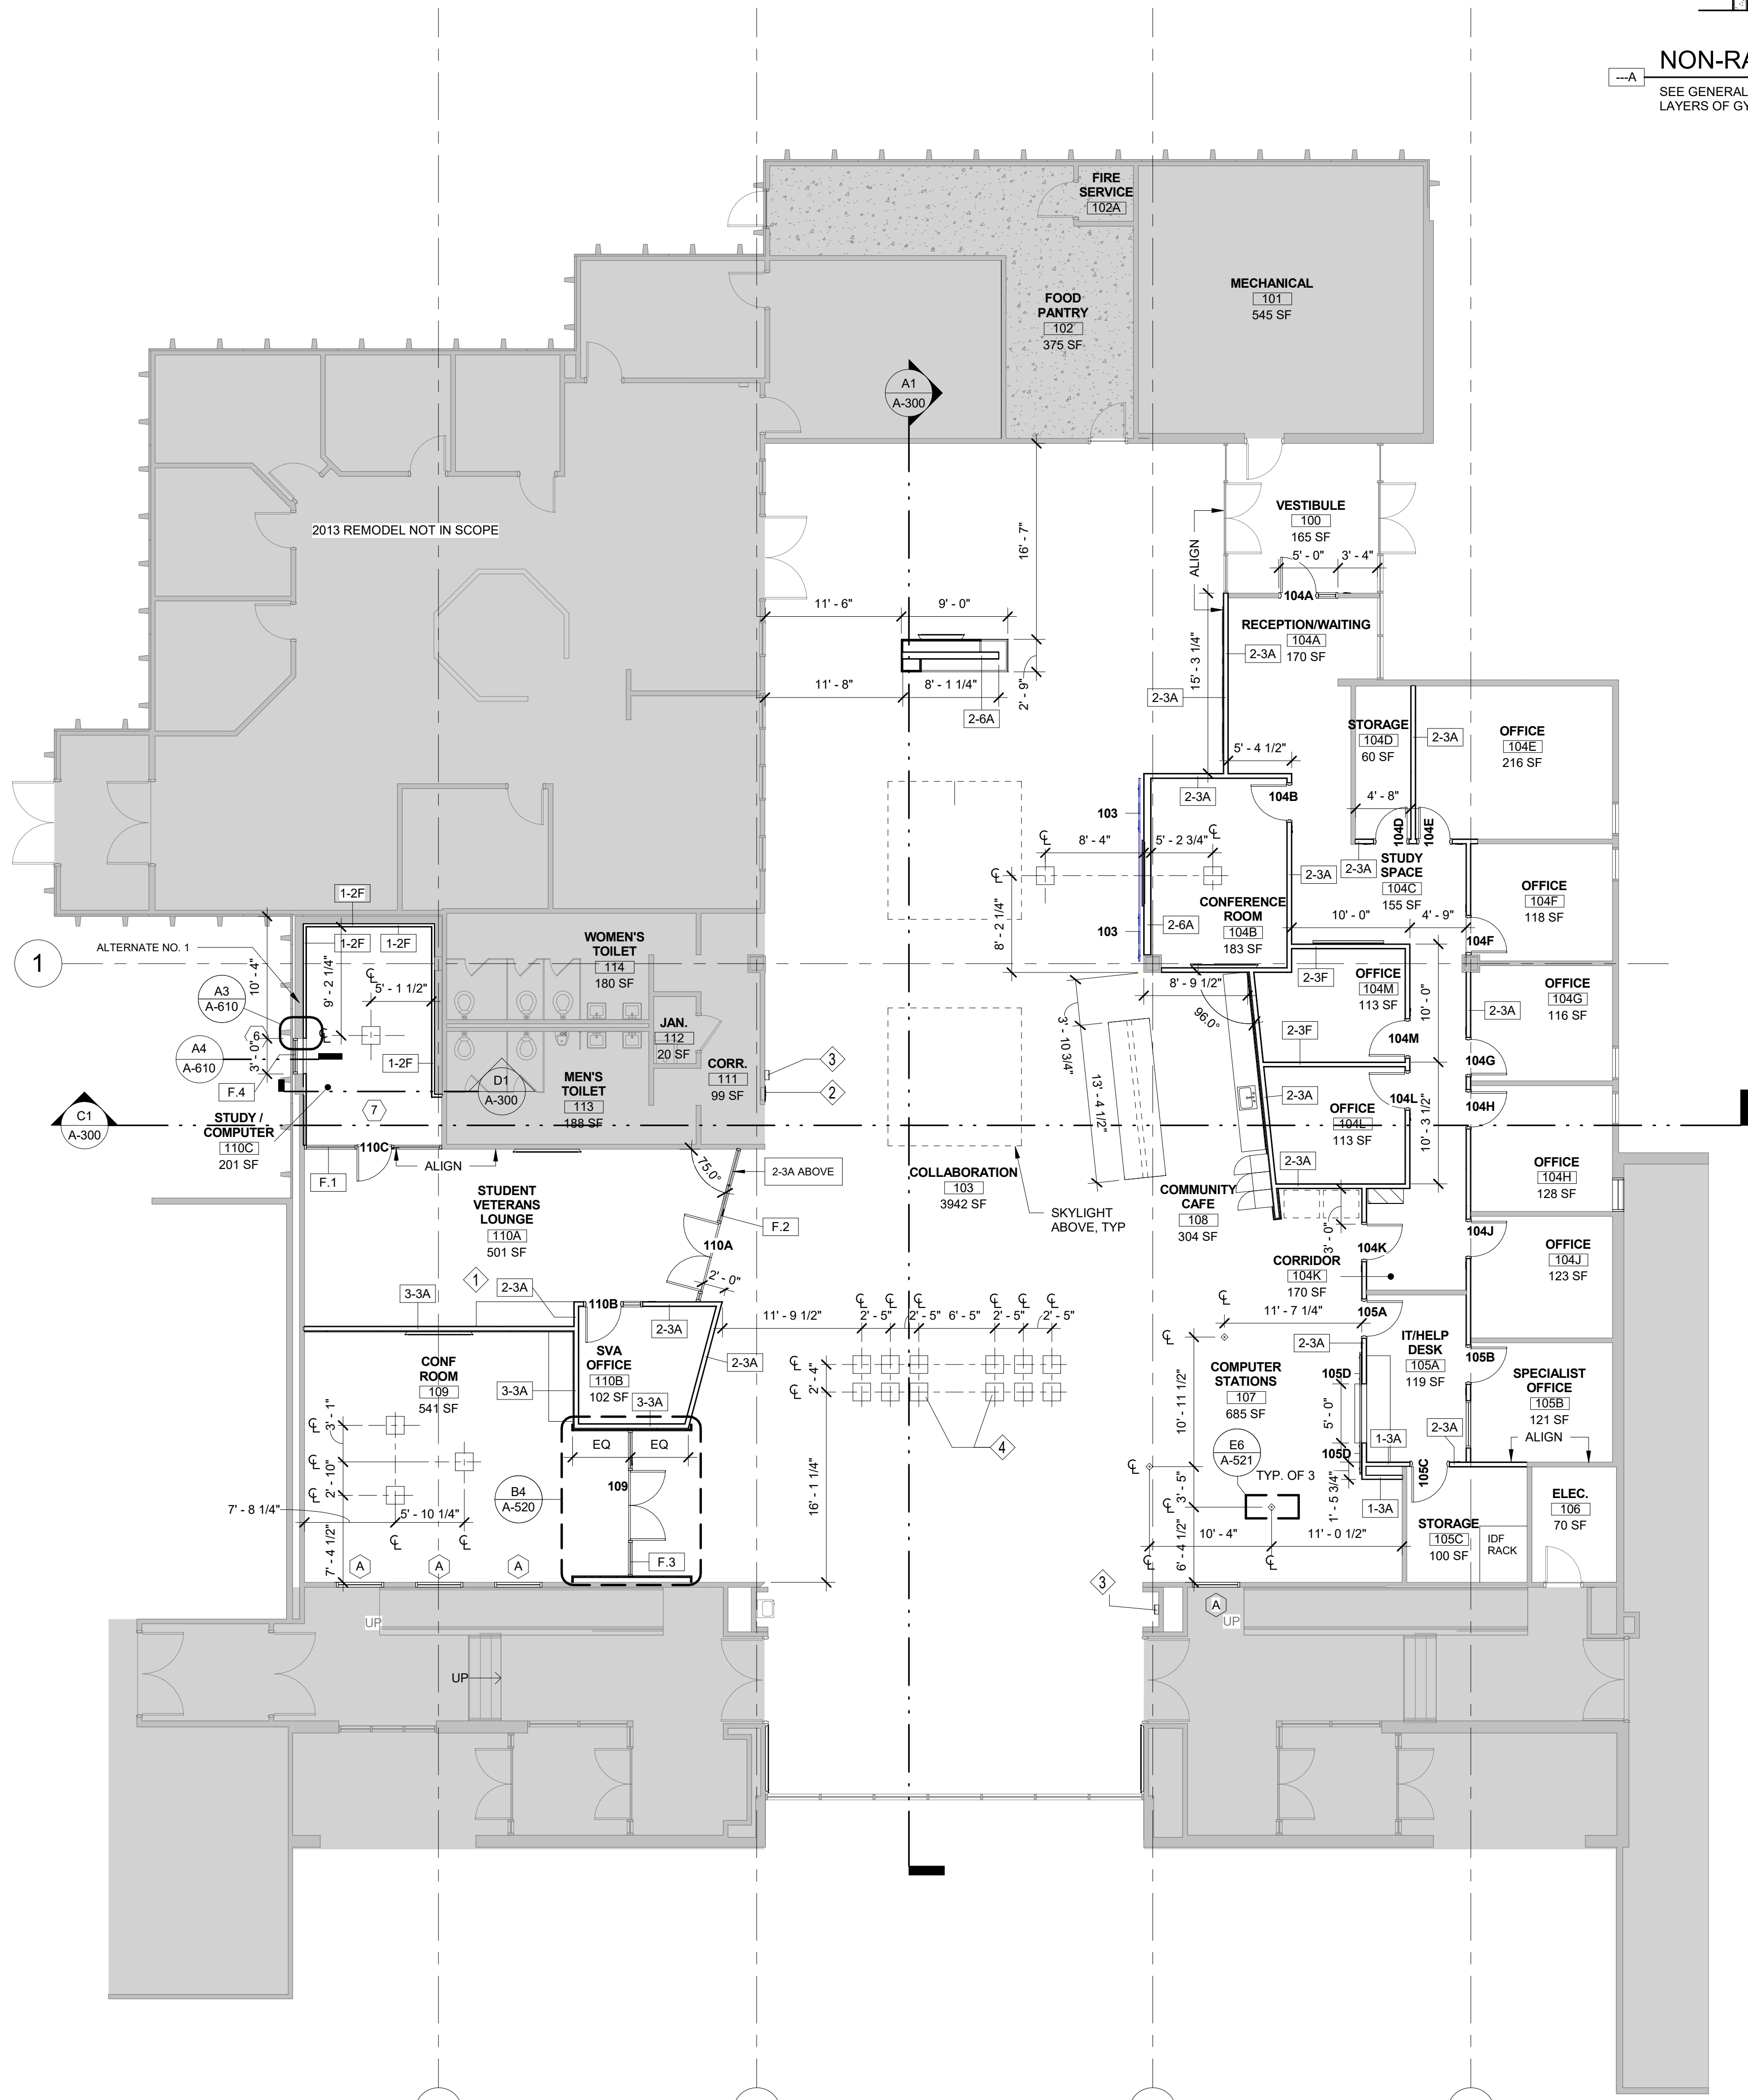 NON-RA
---A
SEE GENERAL
LAYERS OF GY
FIRE
SERVICE
102A
MECHANICAL
101
545 SF
FOOD
PANTRY
102
375 SF
A1
A-300
2013 REMODEL NOT IN SCOPE
16' - 7"
ALIGN
VESTIBULE
100
165 SF
5' - 0"
3' - 4"
104A
11' - 6"
9' - 0"
RECEPTION/WAITING
104A
170 SF
2-3A
15' - 3 1/4"
11' - 8"
8' - 1 1/4"
2' - 9"
2-6A
2-3A
STORAGE
104D
60 SF
2-3A
OFFICE
104E
216 SF
5' - 4 1/2"
4' - 8"
2-3A
104B
104D
104E
103
8' - 4"
5' - 2 3/4"
2-3A
2-3A
STUDY
SPACE
104C
155 SF
OFFICE
104F
118 SF
CONFERENCE
ROOM
104B
183 SF
2-6A
103
8' - 2 1/4"
10' - 0"
4' - 9"
104F
1-2F
1-2F
1-2F
ALTERNATE NO. 1
1
10' - 4"
9' - 2 1/4"
5' - 1 1/2"
WOMEN'S
TOILET
114
180 SF
2-3F
OFFICE
104M
113 SF
10' - 0"
OFFICE
104G
116 SF
2-3A
8' - 9 1/2"
96.0°
3' - 10 3/4"
13' - 4 1/2"
A3
A-610
6
A4
A-610
3' - 0"
F.4
1-2F
JAN.
112
20 SF
CORR.
111
99 SF
3
2
2-3F
104M
104G
C1
A-300
STUDY /
COMPUTER
110C
201 SF
7
110C
D1
A-300
MEN'S
TOILET
113
188 SF
2-3A
OFFICE
104L
113 SF
104L
10' - 3 1/2"
104H
F.1
ALIGN
75.0°
2-3A ABOVE
2-3A
OFFICE
104H
128 SF
STUDENT
VETERANS
LOUNGE
110A
501 SF
F.2
110A
2' - 0"
COLLABORATION
103
3942 SF
SKYLIGHT
ABOVE, TYP
COMMUNITY
CAFE
108
304 SF
3' - 0"
104K
104J
OFFICE
104J
123 SF
CORRIDOR
104K
170 SF
1
2-3A
3-3A
110B
2-3A
11' - 9 1/2"
2' - 5"
2' - 5"
6' - 5"
2' - 5"
2' - 5"
11' - 7 1/4"
105A
2-3A
IT/HELP
DESK
105A
119 SF
105B
SPECIALIST
OFFICE
105B
121 SF
ALIGN
CONF
ROOM
109
541 SF
3-3A
SVA
OFFICE
110B
102 SF
2-3A
3-3A
2' - 4"
10' - 11 1/2"
COMPUTER
STATIONS
107
685 SF
105D
5' - 0"
105D
3' - 1"
2' - 10"
7' - 8 1/4"
5' - 10 1/4"
7' - 4 1/2"
EQ
EQ
109
B4
A-520
F.3
16' - 1 1/4"
4
E6
A-521
TYP. OF 3
1-3A
2-3A
105C
1' - 5 3/4"
1-3A
3' - 5"
6' - 4 1/2"
10' - 4"
11' - 0 1/2"
STORAGE
105C
100 SF
IDF
RACK
ELEC.
106
70 SF
A
A
A
3
A
UP
UP
UP